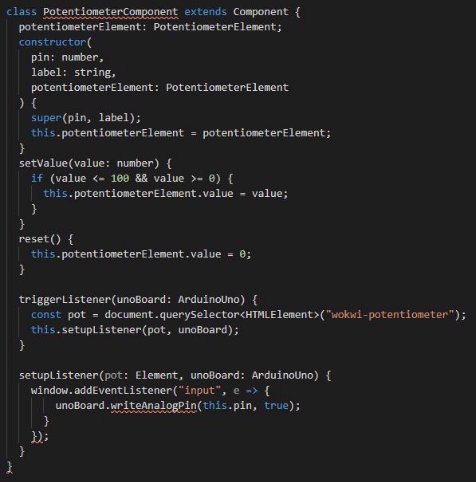 class PotentiometerComponent extends Component {
potentiometerElement: PotentiometerElement;
constructor(
pin: number,
label: string,
potentiometerElement: PotentiometerElement
) {
super(pin, label);
this.potentiometerElement = potentiometerElement;
}
setValue(value: number) {
if (value <= 100 && value >= 0) {
this.potentiometerElement.value = value;
}
}
reset() {
this.potentiometerElement.value = 0;
}
triggerListener(unoBoard: ArduinoUno) {
const pot = document.querySelector<HTMLElement>("wokwi-potentiometer");
this.setupListener(pot, unoBoard);
}
setupListener(pot: Element, unoBoard: ArduinoUno) {
window.addEventListener("input", e => {
unoBoard.writeAnalogPin(this.pin, true);
}
});
}
}